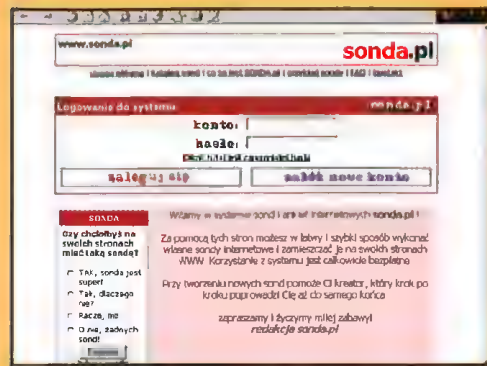 www.sonda.pl
sonda.pl
Logowanie do systemu
sonda.pl
konto:
hasło:
zaloguj się
załóż nowe konto
SONDA
Czy chciałbyś na
swoich stronach
mieć taką sondę?
Tak, sonda jest
super!
Tak, dlaczego
nie?
Raczej nie
O nie, żadnych
sond!
Witamy w systemie sond i ankiet internetowych sonda.pl !
Za pomocą tych stron możesz w łatwy i szybki sposób wykonać
własne sondy internetowe i zamieszczać je na swoich stronach
WWW. Korzystanie z systemu jest całkowicie bezpłatne
Przy tworzeniu nowych sond pomoże Ci kreator, który krok po
kroku poprowadzi Cię aż do samego końca
zapraszamy i życzymy miłej zabawy!
redakcja sonda.pl